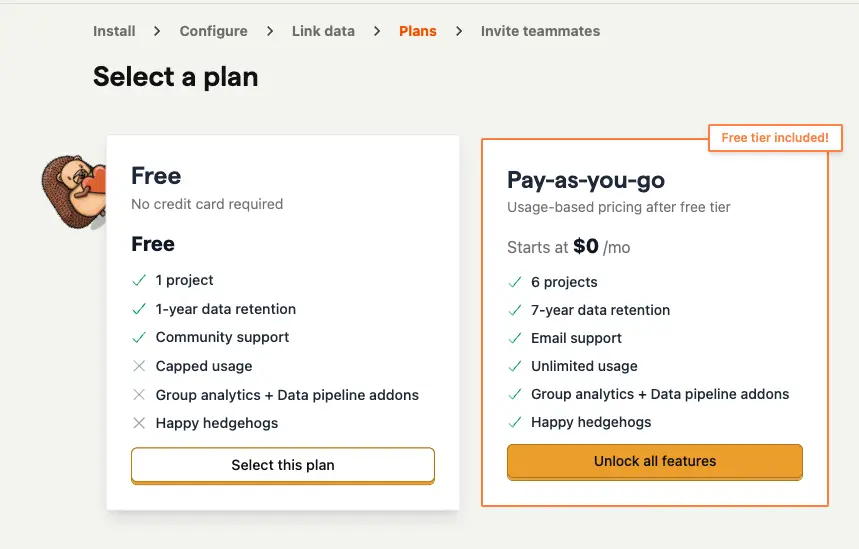 Install > Configure > Link data > Plans > Invite teammates
Select a plan
Free
No credit card required
Free
1 project
1-year data retention
Community support
Capped usage
Group analytics + Data pipeline addons
Happy hedgehogs
Select this plan
Free tier included!
Pay-as-you-go
Usage-based pricing after free tier
Starts at $0 /mo
6 projects
7-year data retention
Email support
Unlimited usage
Group analytics + Data pipeline addons
Happy hedgehogs
Unlock all features